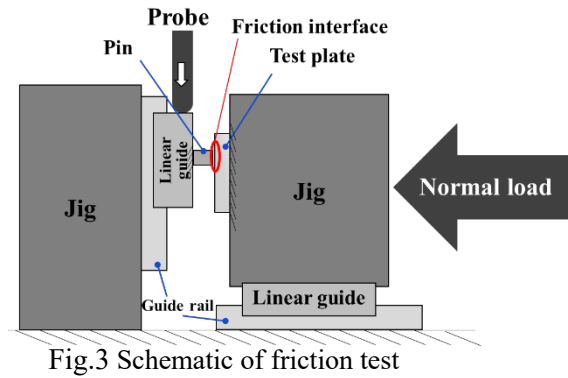 Probe
Friction interface
Pin
Test plate
Linear
guide
Jig
Jig
Normal load
Guide rail
Linear guide
Fig.3 Schematic of friction test